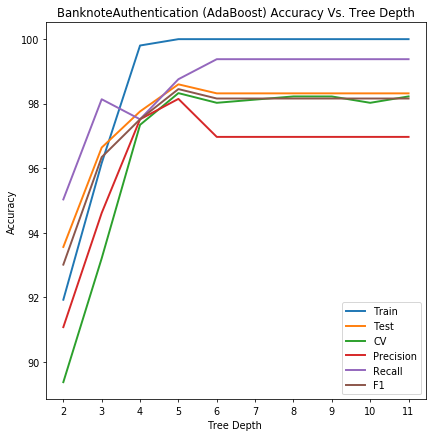 BanknoteAuthentication (AdaBoost) Accuracy Vs. Tree Depth
100
98
96
94
92
90
Accuracy
2 3 4 5 6 7 8 9 10 11
Tree Depth
Train
Test
CV
Precision
Recall
F1